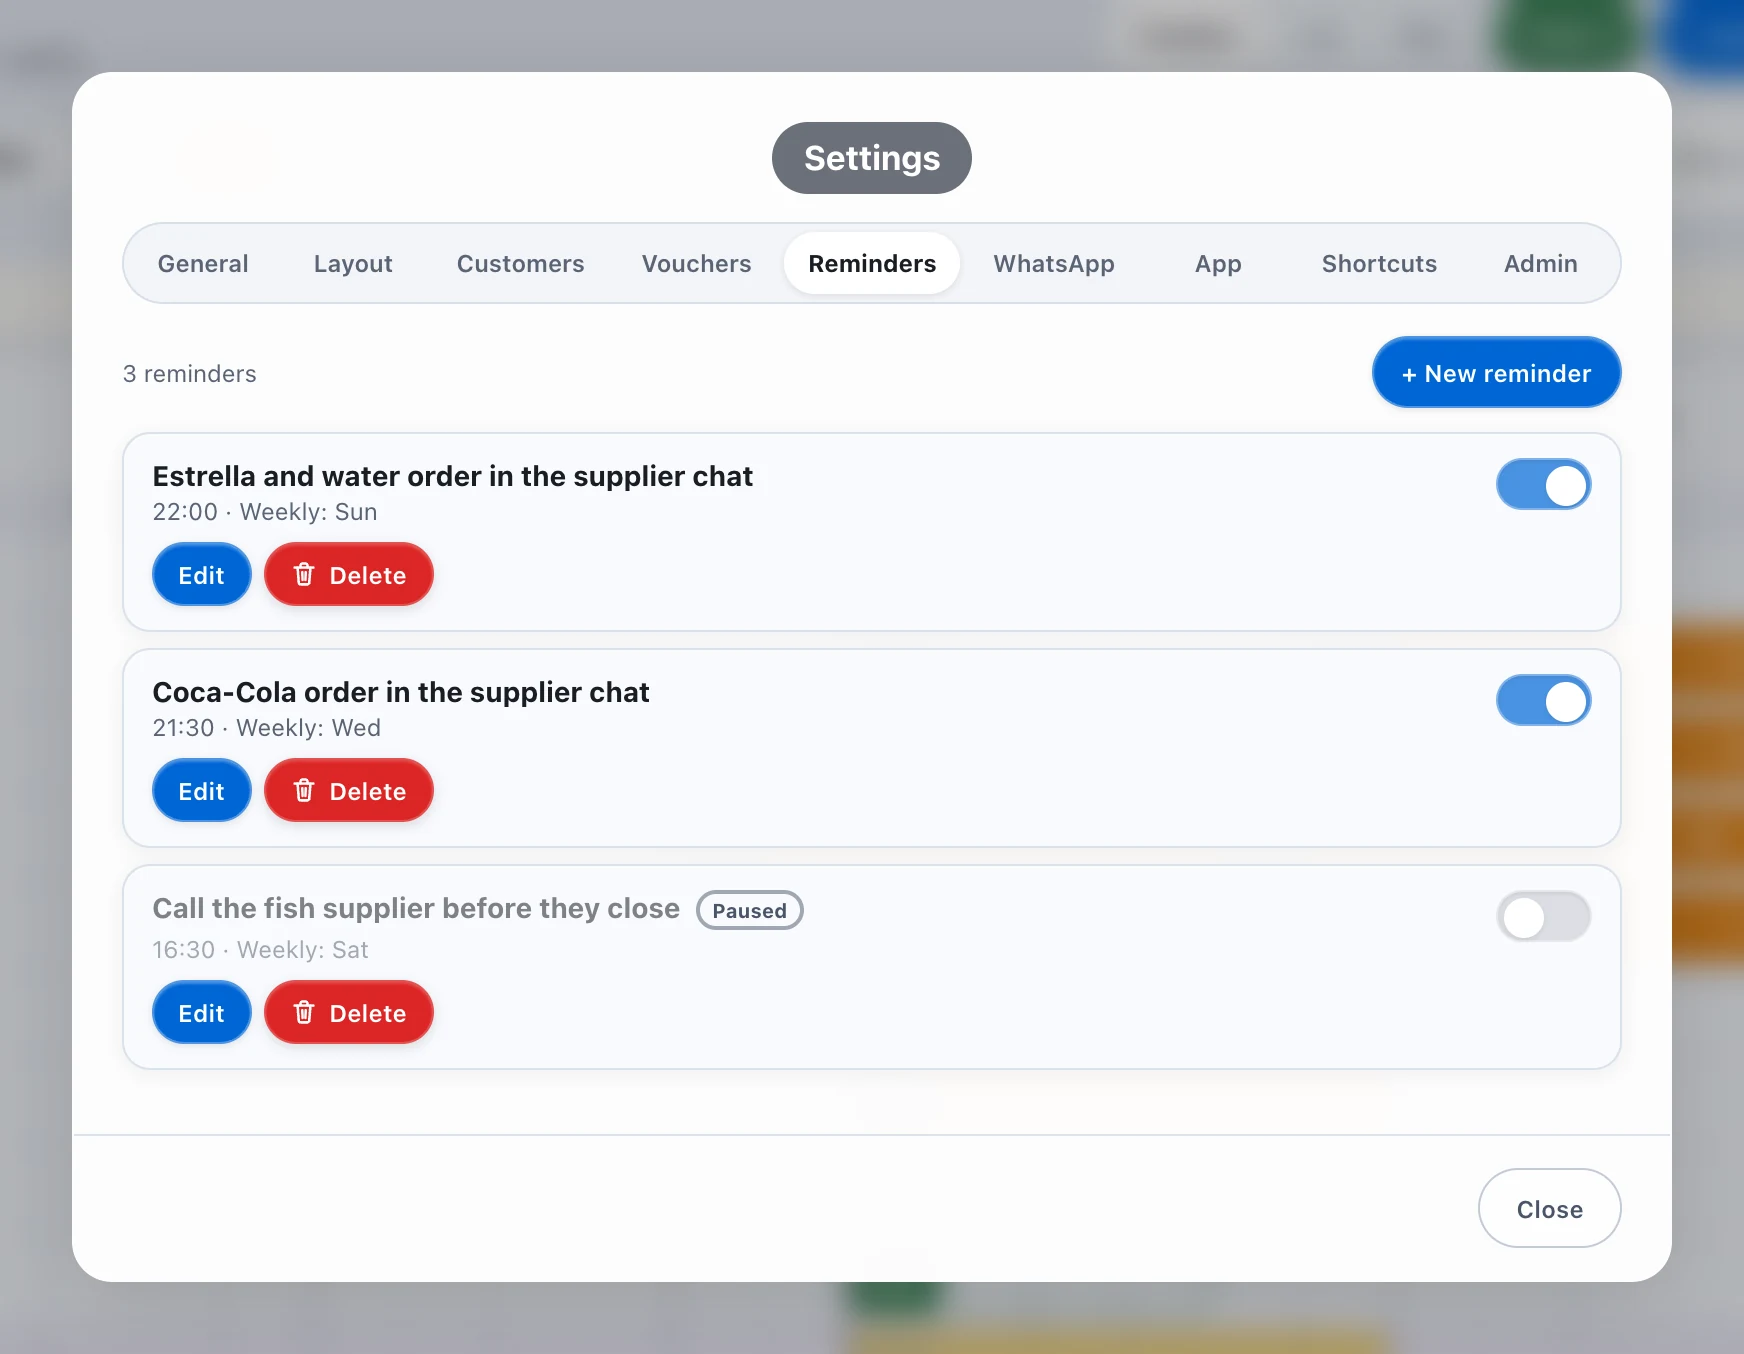 Settings
General Layout Customers Vouchers Reminders WhatsApp App Shortcuts Admin
3 reminders
+ New reminder
Estrella and water order in the supplier chat
22:00 · Weekly: Sun
Edit Delete
Coca-Cola order in the supplier chat
21:30 · Weekly: Wed
Edit Delete
Call the fish supplier before they close Paused
16:30 · Weekly: Sat
Edit Delete
Close